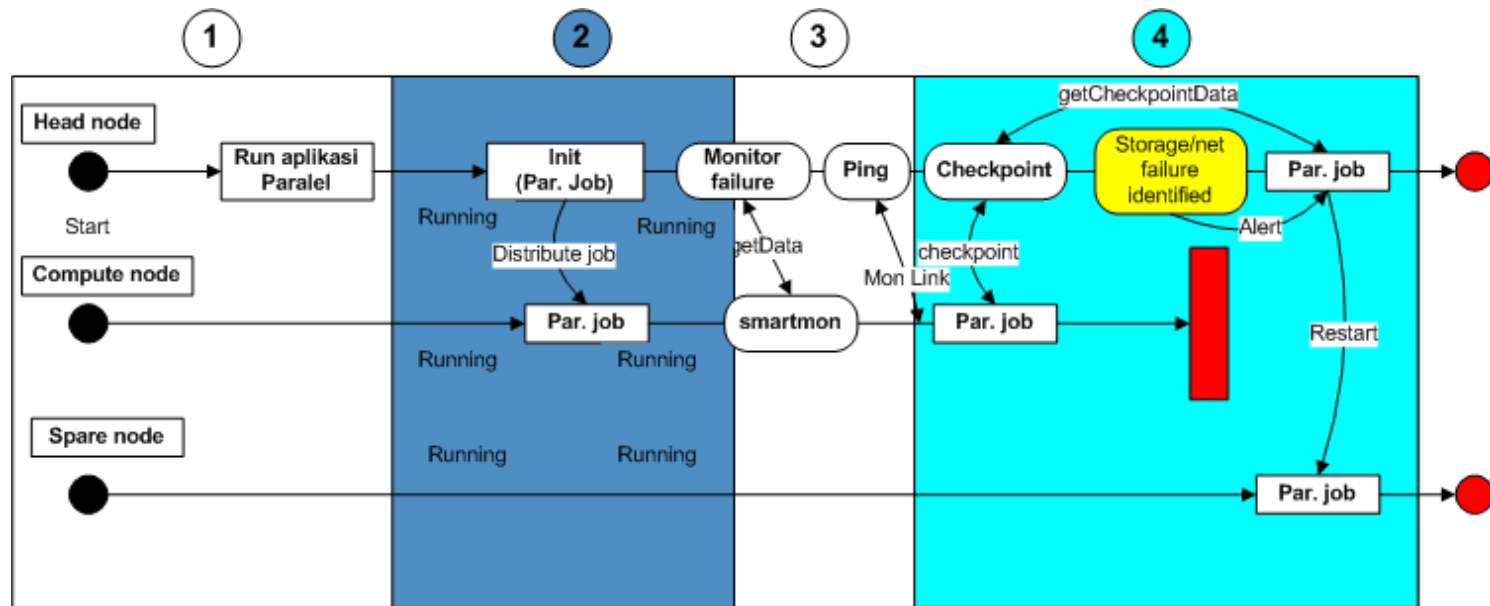 1
2
3
4
getCheckpointData
Head node
Run aplikasi
Paralel
Init
(Par. Job)
Monitor
failure
Ping
Checkpoint
Storage/net
failure
identified
Par. job
Start
Running
Running
Alert
Distribute job
getData
Mon Link
checkpoint
Compute node
Par. job
smartmon
Par. job
Restart
Running
Running
Spare node
Running
Running
Par. job